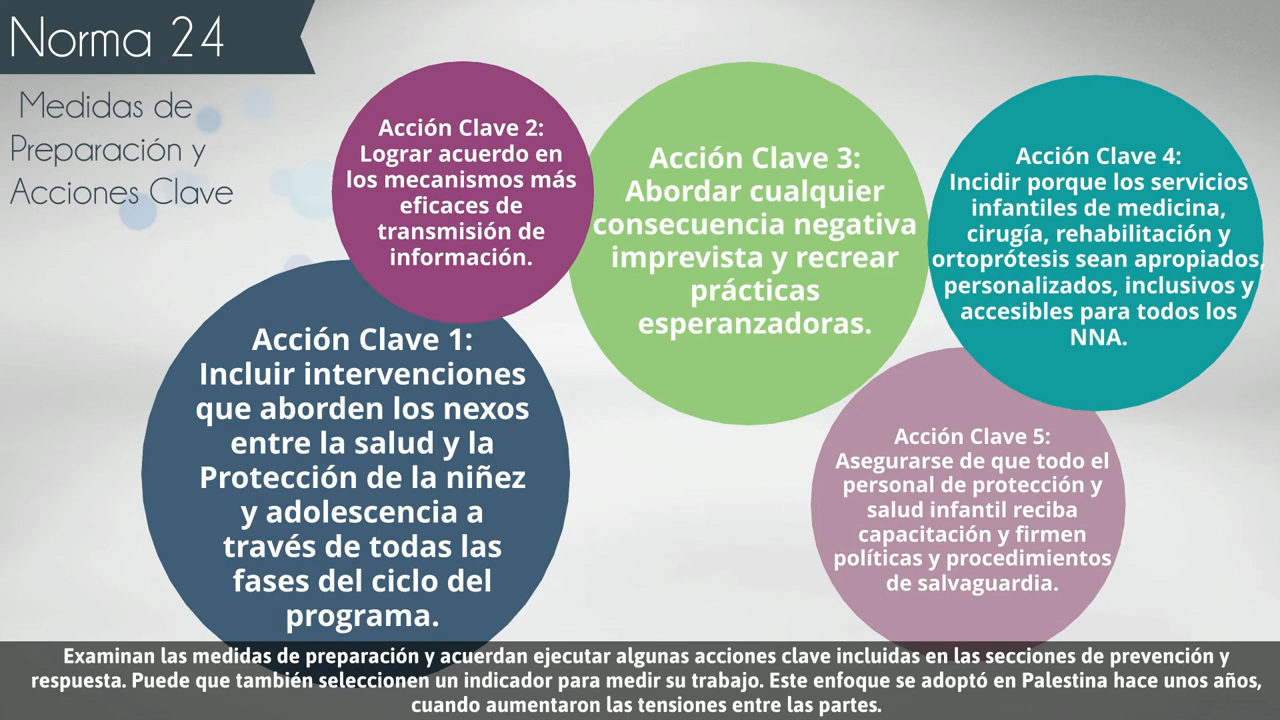 Norma 24
Medidas de
Preparación y
Acciones Clave
Acción Clave 1:
Incluir intervenciones
que aborden los nexos
entre la salud y la
Protección de la niñez
y adolescencia a
través de todas las
fases del ciclo del
programa.
Acción Clave 2:
Lograr acuerdo en
los mecanismos más
eficaces de
transmisión de
información.
Acción Clave 3:
Abordar cualquier
consecuencia negativa
imprevista y recrear
prácticas
esperanzadoras.
Acción Clave 4:
Incidir porque los servicios
infantiles de medicina,
cirugía, rehabilitación y
ortoprótesis sean apropiados,
personalizados, inclusivos y
accesibles para todos los
NNA.
Acción Clave 5:
Asegurarse de que todo el
personal de protección y
salud infantil reciba
capacitación y firmen
políticas y procedimientos
de salvaguardia.
Examinan las medidas de preparación y acuerdan ejecutar algunas acciones clave incluidas en las secciones de prevención y
respuesta. Puede que también seleccionen un indicador para medir su trabajo. Este enfoque se adoptó en Palestina hace unos años,
cuando aumentaron las tensiones entre las partes.